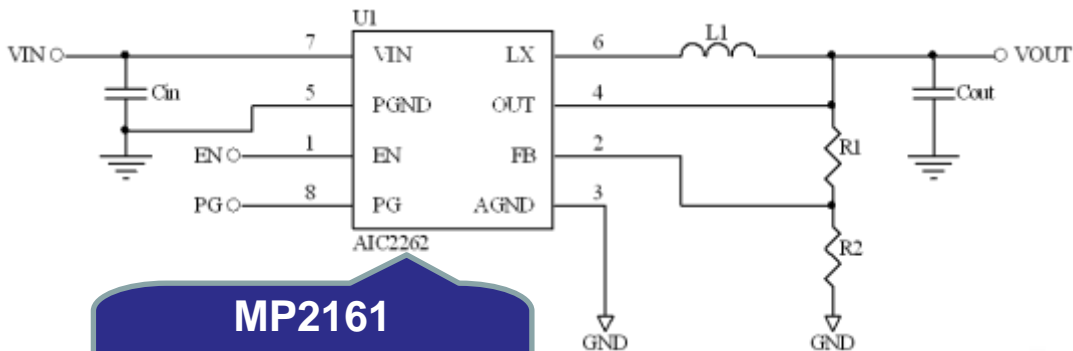 U1
VIN
7
VIN
LX
6
L1
VOUT
Cin
5
PGND
OUT
4
Cout
EN
1
EN
FB
2
R1
PG
8
PG
AGND
3
AIC2262
R2
MP2161
GND
GND